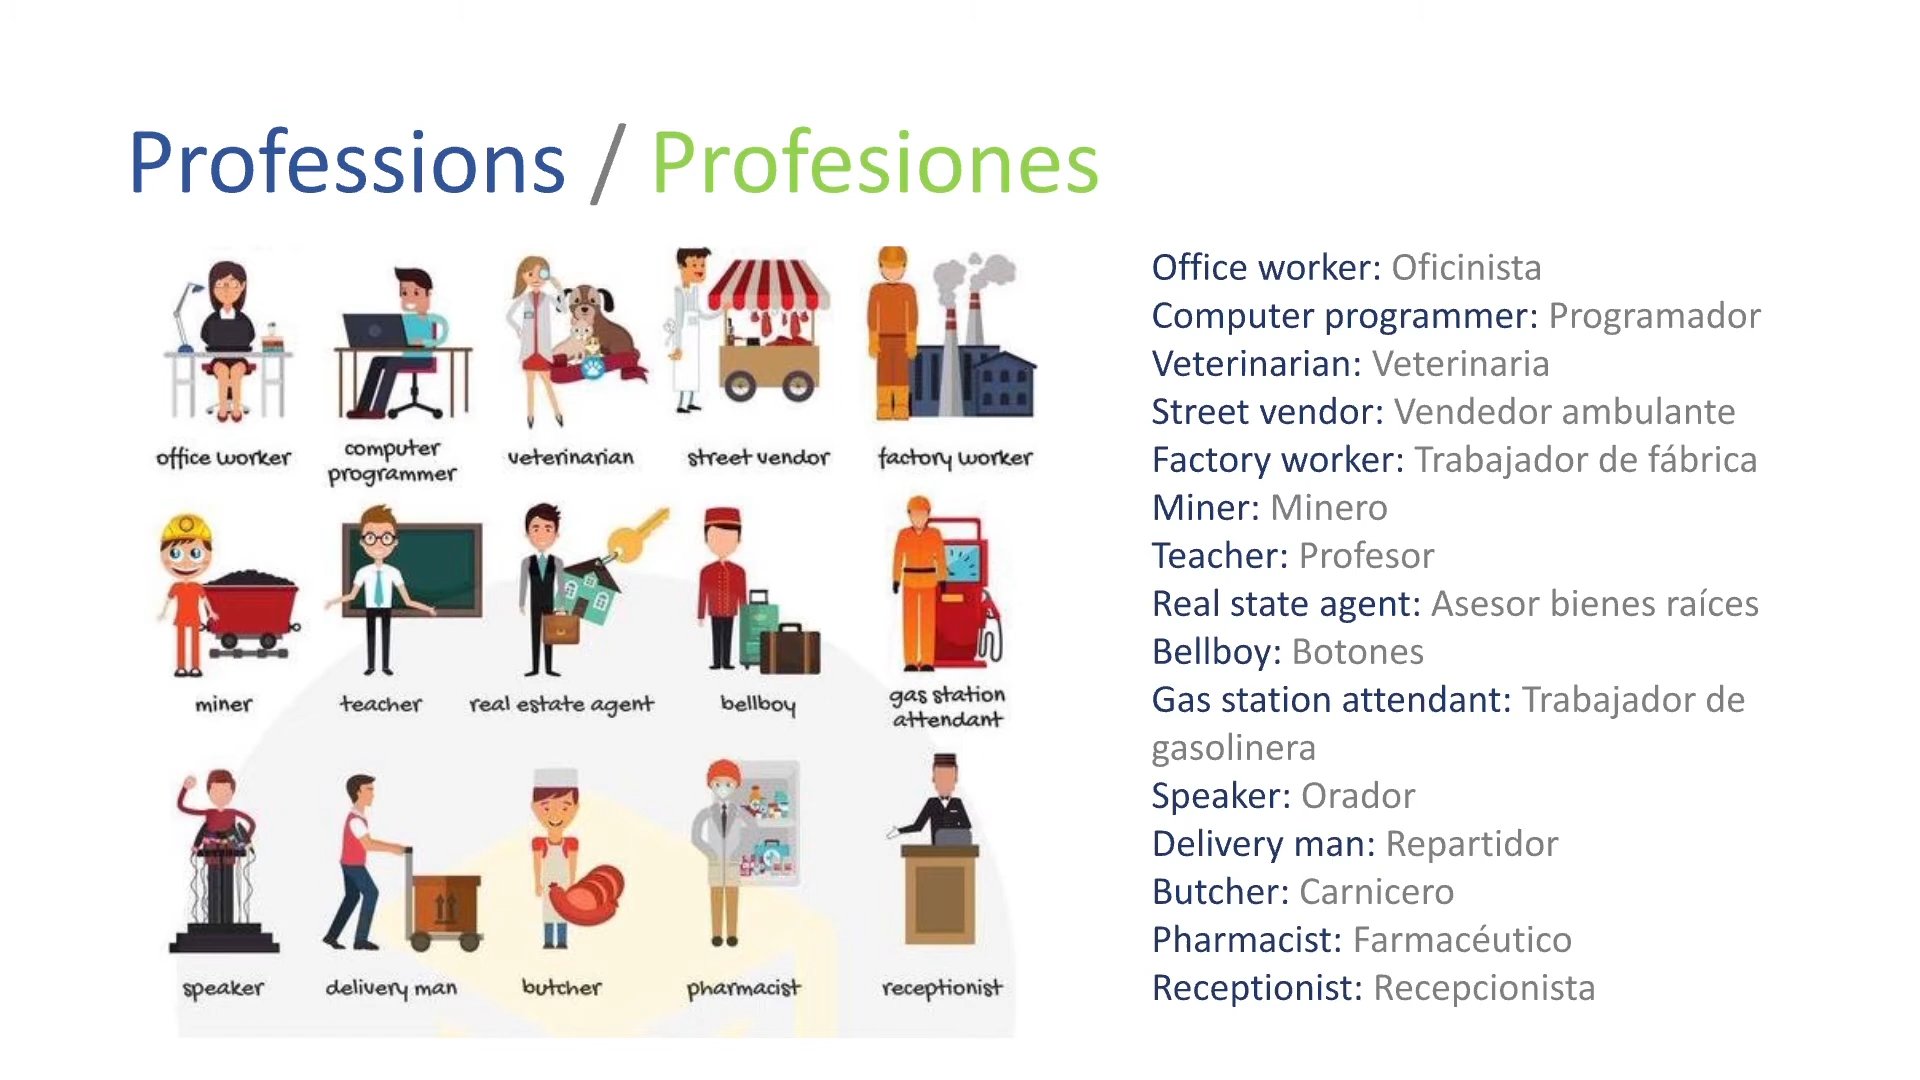 Professions / Profesiones
office worker
computer
programmer
veterinarian
street vendor
factory worker
miner
teacher
real estate agent
bellboy
gas station
attendant
speaker
delivery man
butcher
pharmacist
receptionist
Office worker: Oficinista
Computer programmer: Programador
Veterinarian: Veterinaria
Street vendor: Vendedor ambulante
Factory worker: Trabajador de fábrica
Miner: Minero
Teacher: Profesor
Real state agent: Asesor bienes raíces
Bellboy: Botones
Gas station attendant: Trabajador de
gasolinera
Speaker: Orador
Delivery man: Repartidor
Butcher: Carnicero
Pharmacist: Farmacéutico
Receptionist: Recepcionista